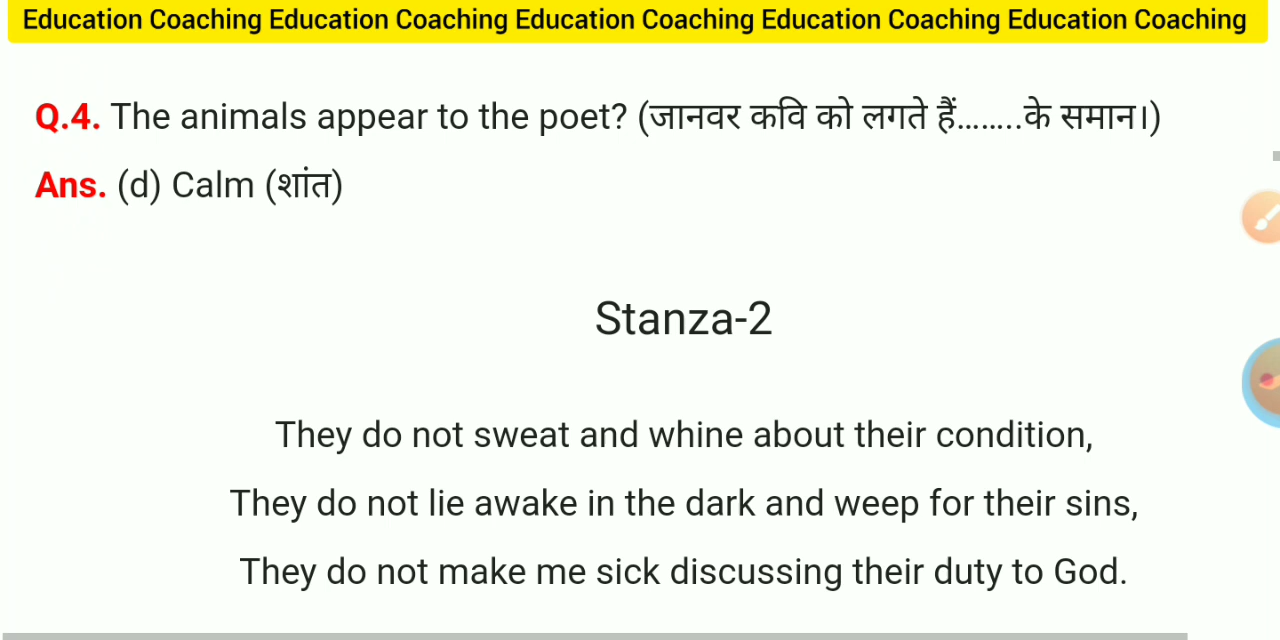 Education Coaching Education Coaching Education Coaching Education Coaching Education Coaching
Q.4. The animals appear to the poet? (जानवर कवि को लगते हैं........के समान।)
Ans. (d) Calm (शांत)
Stanza-2
They do not sweat and whine about their condition,
They do not lie awake in the dark and weep for their sins,
They do not make me sick discussing their duty to God.